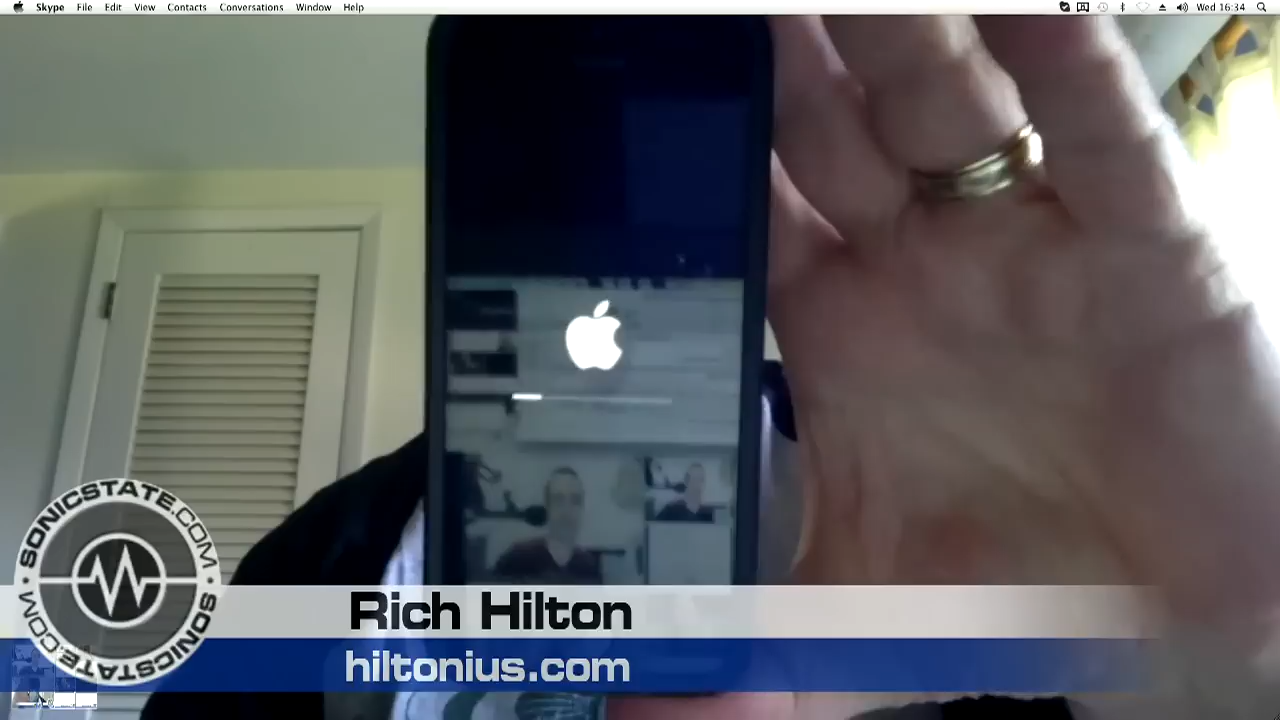 Skype File Edit View Contacts Conversations Window Help Wed 16:34
SONICSTATE.COM SONICSTATE.COM
Rich Hilton
hiltonius.com